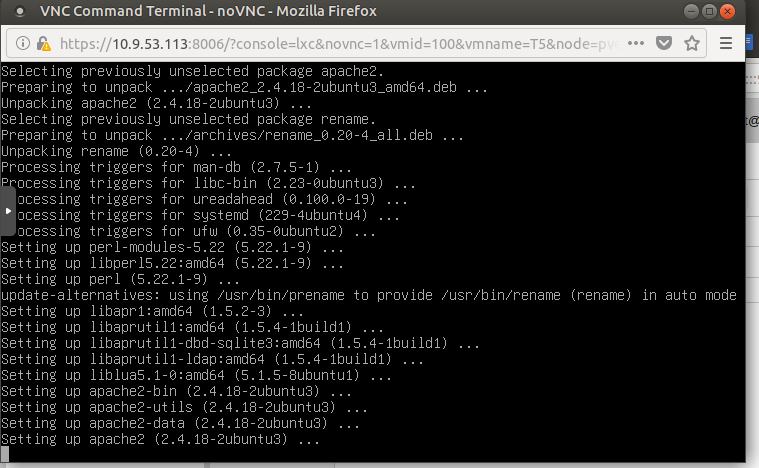 VNC Command Terminal - noVNC - Mozilla Firefox
https://10.9.53.113:8006/?console=lxc&novnc=1&vmid=100&vmname=T5&node=pve
Selecting previously unselected package apache2.
Preparing to unpack .../apache2_2.4.18-2ubuntu3_amd64.deb ...
Unpacking apache2 (2.4.18-2ubuntu3) ...
Selecting previously unselected package rename.
Preparing to unpack .../archives/rename_0.20-4_all.deb ...
Unpacking rename (0.20-4) ...
Processing triggers for man-db (2.7.5-1) ...
Processing triggers for libc-bin (2.23-0ubuntu3) ...
ocessing triggers for ureadahead (0.100.0-19) ...
ocessing triggers for systemd (229-4ubuntu4) ...
ocessing triggers for ufw (0.35-0ubuntu2) ...
Setting up perl-modules-5.22 (5.22.1-9) ...
Setting up libperl5.22:amd64 (5.22.1-9) ...
Setting up perl (5.22.1-9) ...
update-alternatives: using /usr/bin/prename to provide /usr/bin/rename (rename) in auto mode
Setting up libapr1:amd64 (1.5.2-3) ...
Setting up libaprutil1:amd64 (1.5.4-1build1) ...
Setting up libaprutil1-dbd-sqlite3:amd64 (1.5.4-1build1) ...
Setting up libaprutil1-ldap:amd64 (1.5.4-1build1) ...
Setting up liblua5.1-0:amd64 (5.1.5-8ubuntu1) ...
Setting up apache2-bin (2.4.18-2ubuntu3) ...
Setting up apache2-utils (2.4.18-2ubuntu3) ...
Setting up apache2-data (2.4.18-2ubuntu3) ...
Setting up apache2 (2.4.18-2ubuntu3) ...